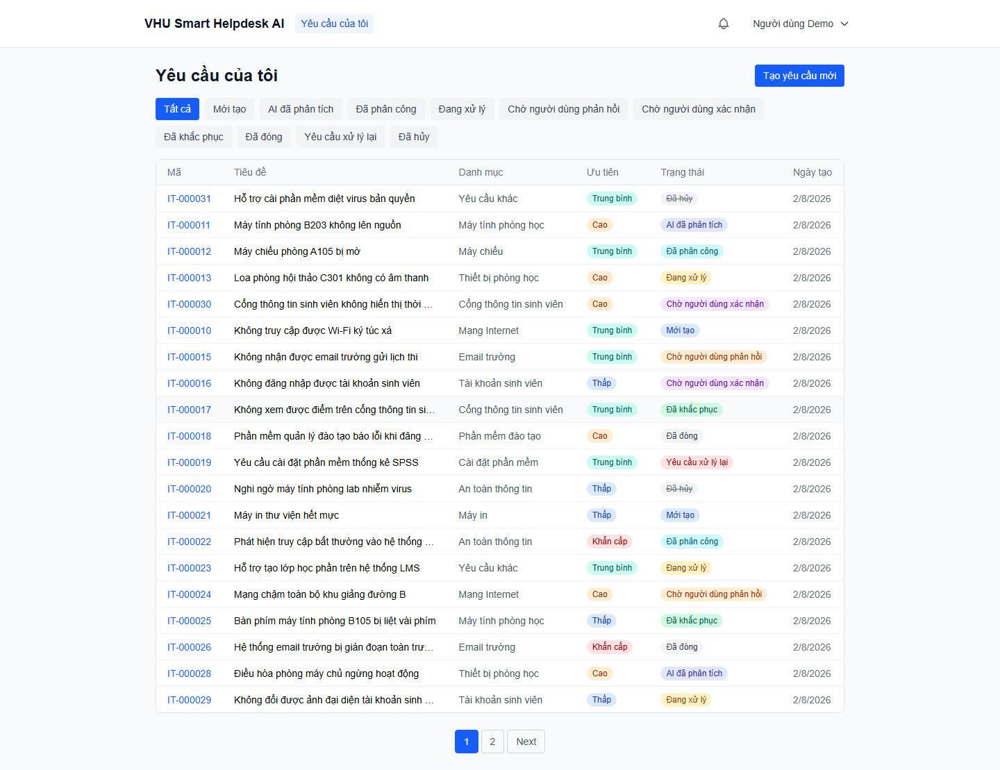 VHU Smart Helpdesk AI Yêu cầu của tôi Người dùng Demo
Yêu cầu của tôi Tạo yêu cầu mới
Tất cả Mới tạo AI đã phân tích Đã phân công Đang xử lý Chờ người dùng phản hồi Chờ người dùng xác nhận
Đã khắc phục Đã đóng Yêu cầu xử lý lại Đã hủy
Mã Tiêu đề Danh mục Ưu tiên Trạng thái Ngày tạo
IT-000031 Hỗ trợ cài phần mềm diệt virus bản quyền Yêu cầu khác Trung bình Đã hủy 2/8/2026
IT-000011 Máy tính phòng B203 không lên nguồn Máy tính phòng học Cao AI đã phân tích 2/8/2026
IT-000012 Máy chiếu phòng A105 bị mờ Máy chiếu Trung bình Đã phân công 2/8/2026
IT-000013 Loa phòng hội thảo C301 không có âm thanh Thiết bị phòng học Cao Đang xử lý 2/8/2026
IT-000030 Cổng thông tin sinh viên không hiển thị thời ... Cổng thông tin sinh viên Cao Chờ người dùng xác nhận 2/8/2026
IT-000010 Không truy cập được Wi-Fi ký túc xá Mạng Internet Trung bình Mới tạo 2/8/2026
IT-000015 Không nhận được email trường gửi lịch thi Email trường Trung bình Chờ người dùng phản hồi 2/8/2026
IT-000016 Không đăng nhập được tài khoản sinh viên Tài khoản sinh viên Thấp Chờ người dùng xác nhận 2/8/2026
IT-000017 Không xem được điểm trên cổng thông tin si... Cổng thông tin sinh viên Trung bình Đã khắc phục 2/8/2026
IT-000018 Phần mềm quản lý đào tạo báo lỗi khi đăng ... Phần mềm đào tạo Cao Đã đóng 2/8/2026
IT-000019 Yêu cầu cài đặt phần mềm thống kê SPSS Cài đặt phần mềm Trung bình Yêu cầu xử lý lại 2/8/2026
IT-000020 Nghi ngờ máy tính phòng lab nhiễm virus An toàn thông tin Thấp Đã hủy 2/8/2026
IT-000021 Máy in thư viện hết mực Máy in Thấp Mới tạo 2/8/2026
IT-000022 Phát hiện truy cập bất thường vào hệ thống ... An toàn thông tin Khẩn cấp Đã phân công 2/8/2026
IT-000023 Hỗ trợ tạo lớp học phần trên hệ thống LMS Yêu cầu khác Trung bình Đang xử lý 2/8/2026
IT-000024 Mạng chậm toàn bộ khu giảng đường B Mạng Internet Cao Chờ người dùng phản hồi 2/8/2026
IT-000025 Bàn phím máy tính phòng B105 bị liệt vài phím Máy tính phòng học Thấp Đã khắc phục 2/8/2026
IT-000026 Hệ thống email trường bị gián đoạn toàn trư... Email trường Khẩn cấp Đã đóng 2/8/2026
IT-000028 Điều hòa phòng máy chủ ngừng hoạt động Thiết bị phòng học Cao AI đã phân tích 2/8/2026
IT-000029 Không đổi được ảnh đại diện tài khoản sinh ... Tài khoản sinh viên Thấp Đang xử lý 2/8/2026
1 2 Next